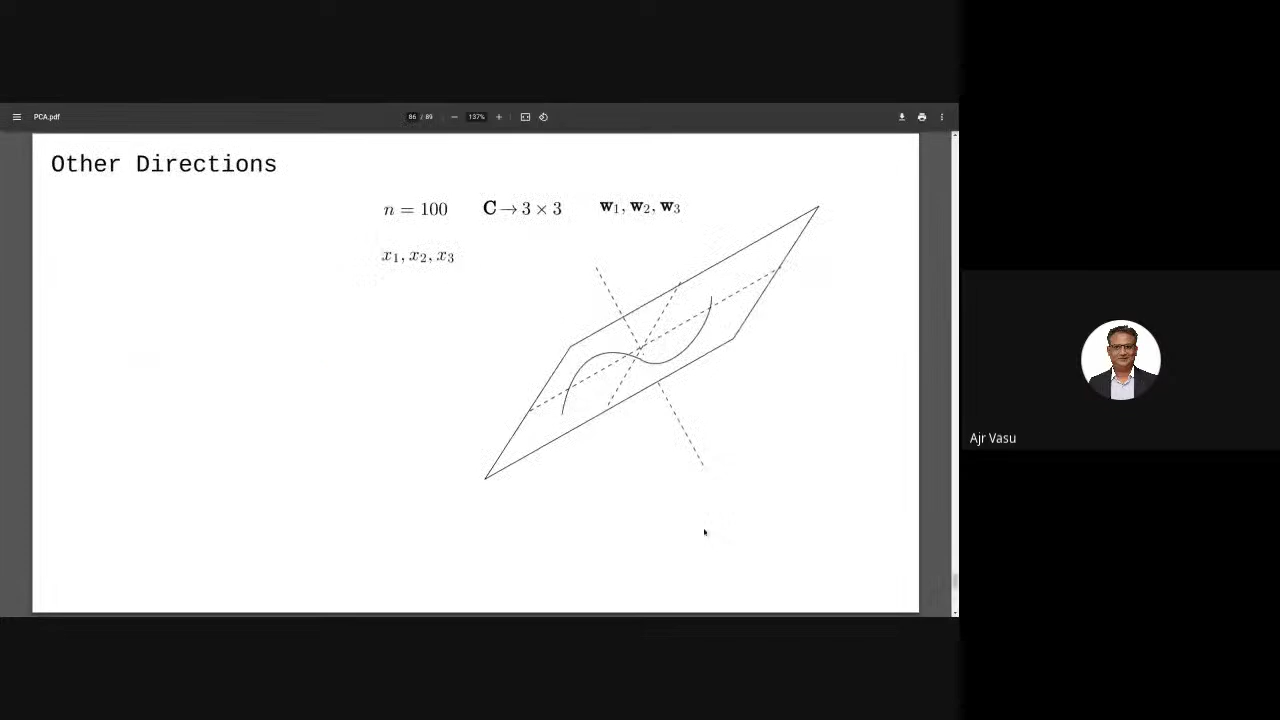 PCA.pdf
86 / 89
137%
Other Directions
n = 100 C → 3 × 3 w₁, w₂, w₃
x₁, x₂, x₃
Ajr Vasu